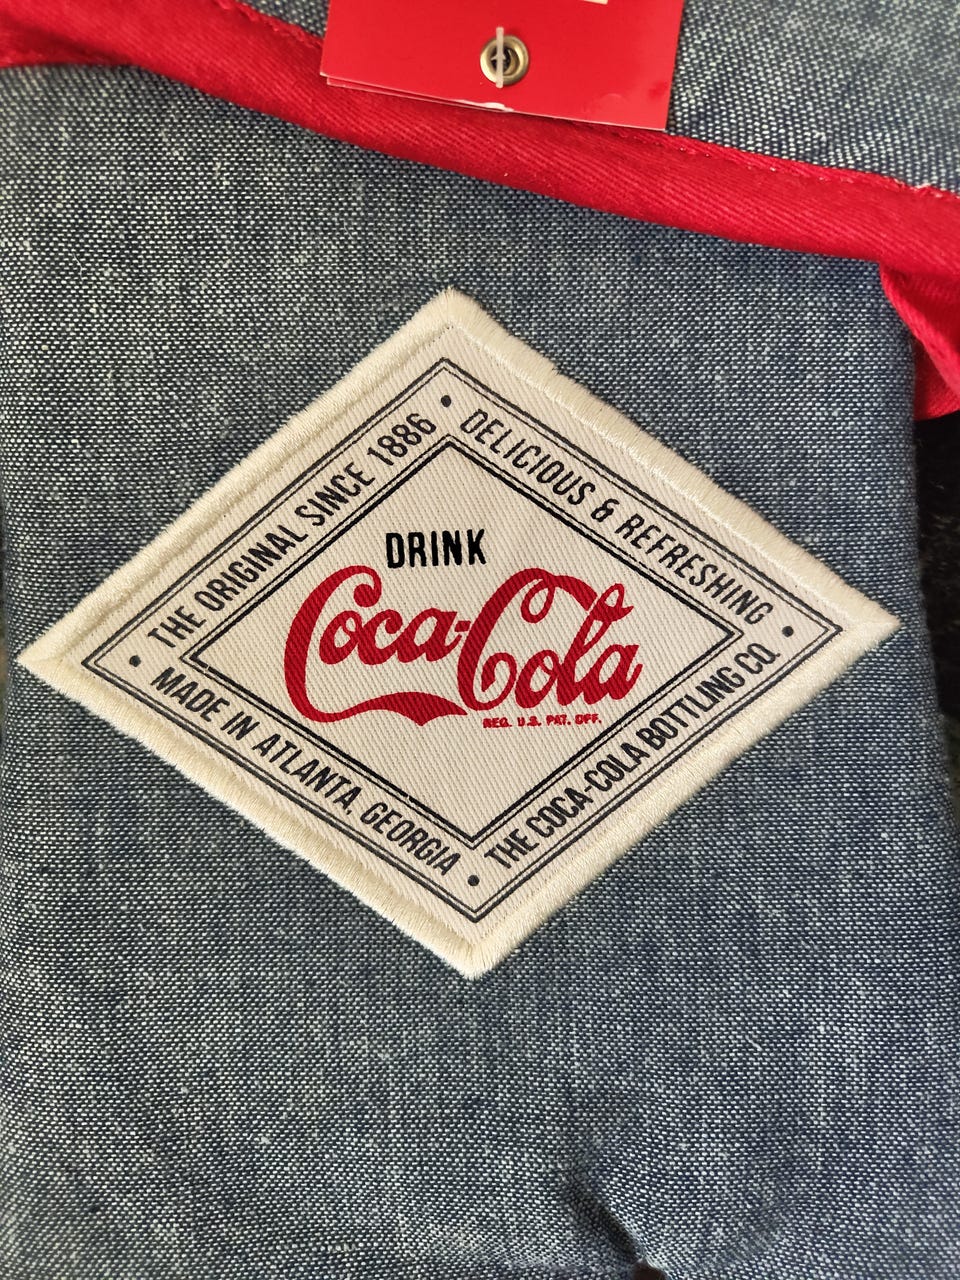 THE ORIGINAL SINCE 1886
DELICIOUS & REFRESHING
DRINK
Coca-Cola
REG. U.S. PAT. OFF.
MADE IN ATLANTA, GEORGIA
THE COCA-COLA BOTTLING CO.